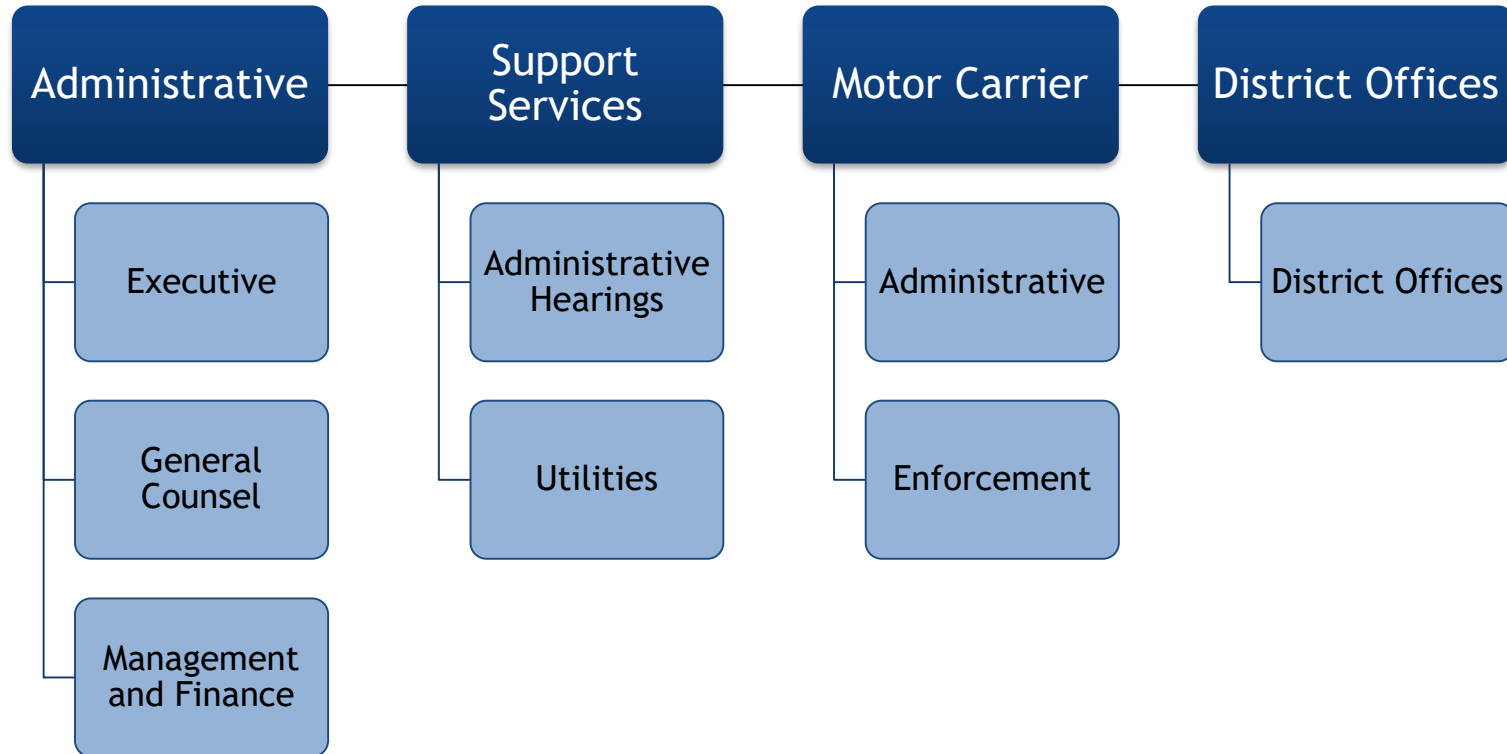 Administrative
Support
Services
Motor Carrier
District Offices
Executive
General
Counsel
Management
and Finance
Administrative
Hearings
Utilities
Administrative
Enforcement
District Offices